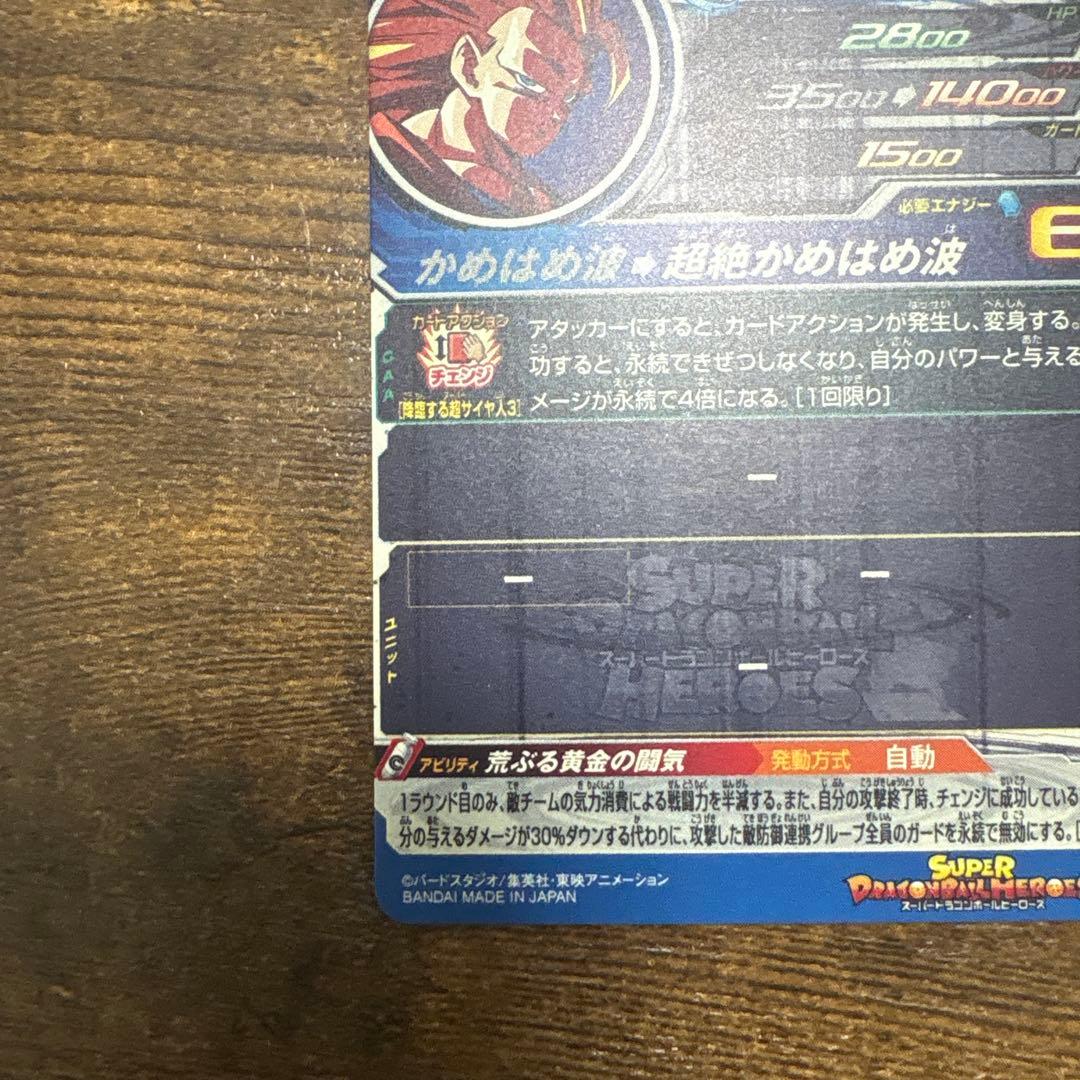 HP
2800
3500➡14000
ガード
1500
必要エナジー
かめはめ波➡超絶かめはめ波
カードアクション
チェンジ
[降臨する超サイヤ人3]
CAA
アタッカーにすると、カードアクションが発生し、変身する。
功すると、永続できぜつしなくなり、自分のパワーと与える
メージが永続で4倍になる。[1回限り]
ー
ー ー
SUPER
DRAGONBALL
スーパードラゴンボールヒーローズ
ー
HEROES
ユニット
アビリティ 荒ぶる黄金の闘気 発動方式 自動
1ラウンド目のみ、敵チームの気力消費による戦闘力を半減する。また、自分の攻撃終了時、チェンジに成功している
分の与えるダメージが30%ダウンする代わりに、攻撃した敵防御連携グループ全員のガードを永続で無効にする。
©バードスタジオ/集英社・東映アニメーション
BANDAI MADE IN JAPAN
SUPER
DRAGONBALL HEROES
スーパードラゴンボールヒーローズ